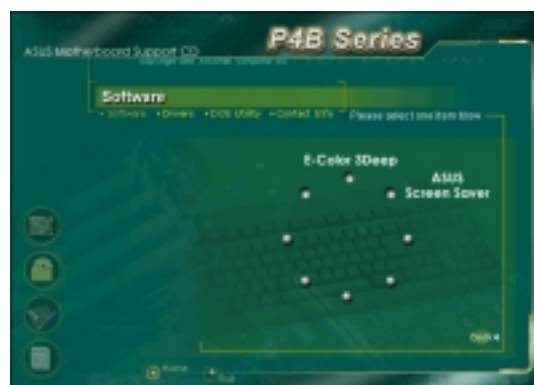 P4B Series
ASUS Motherboard Support CD
Software
• Software • Drivers • DOS Utility • Contact Info Please select one item blow
E-Color 3Deep
ASUS
Screen Saver
Back